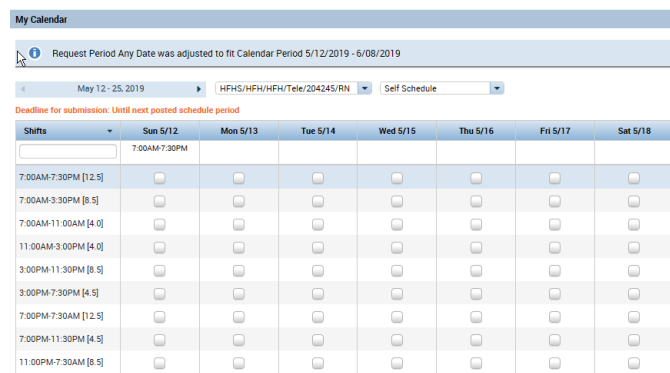 My Calendar
Request Period Any Date was adjusted to fit Calendar Period 5/12/2019 - 6/08/2019
May 12 - 25, 2019 HFHS/HFH/HFH/Tele/204245/RN Self Schedule
Deadline for submission: Until next posted schedule period
Shifts Sun 5/12 Mon 5/13 Tue 5/14 Wed 5/15 Thu 5/16 Fri 5/17 Sat 5/18
7:00AM-7:30PM
7:00AM-7:30PM [12.5]
7:00AM-3:30PM [8.5]
7:00AM-11:00AM [4.0]
11:00AM-3:00PM [4.0]
3:00PM-11:30PM [8.5]
3:00PM-7:30PM [4.5]
7:00PM-7:30AM [12.5]
7:00PM-11:30PM [4.5]
11:00PM-7:30AM [8.5]